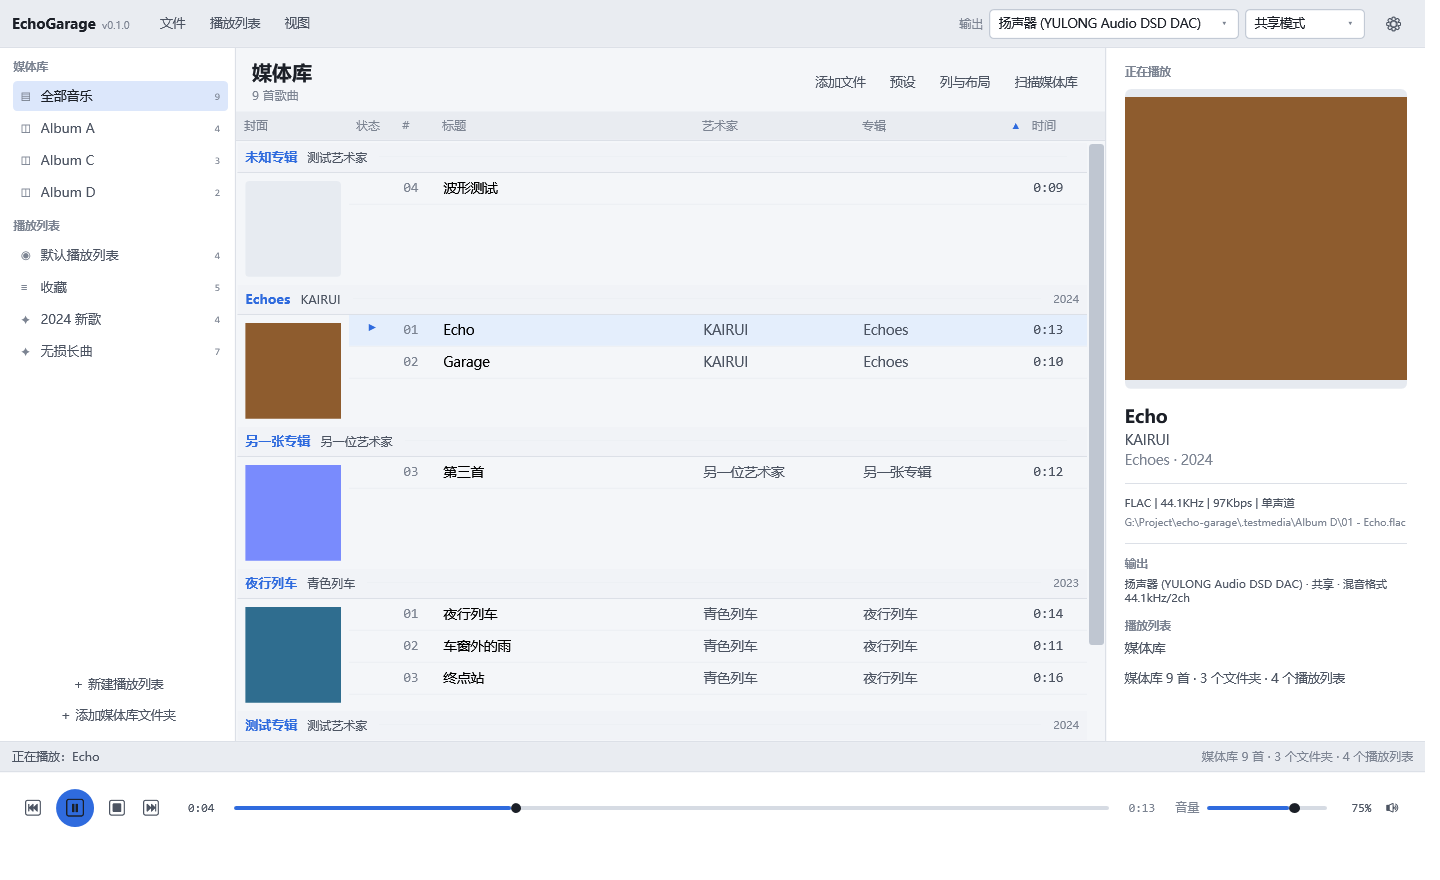 EchoGarage v0.1.0 文件 播放列表 视图 输出 扬声器 (YULONG Audio DSD DAC) 共享模式
媒体库
全部音乐 9
Album A 4
Album C 3
Album D 2
播放列表
默认播放列表 4
收藏 5
2024 新歌 4
无损长曲 7
+ 新建播放列表
+ 添加媒体库文件夹
媒体库
9 首歌曲
添加文件 预设 列与布局 扫描媒体库
封面 状态 # 标题 艺术家 专辑 ▲ 时间
未知专辑 测试艺术家
04 波形测试 0:09
Echoes KAIRUI 2024
01 Echo KAIRUI Echoes 0:13
02 Garage KAIRUI Echoes 0:10
另一张专辑 另一位艺术家
03 第三首 另一位艺术家 另一张专辑 0:12
夜行列车 青色列车 2023
01 夜行列车 青色列车 夜行列车 0:14
02 车窗外的雨 青色列车 夜行列车 0:11
03 终点站 青色列车 夜行列车 0:16
测试专辑 测试艺术家 2024
正在播放
Echo
KAIRUI
Echoes · 2024
FLAC | 44.1KHz | 97Kbps | 单声道
G:\Project\echo-garage\.testmedia\Album D\01 - Echo.flac
输出
扬声器 (YULONG Audio DSD DAC) · 共享 · 混音格式
44.1kHz/2ch
播放列表
媒体库
媒体库 9 首 · 3 个文件夹 · 4 个播放列表
正在播放：Echo 媒体库 9 首 · 3 个文件夹 · 4 个播放列表
0:04 0:13 音量 75%